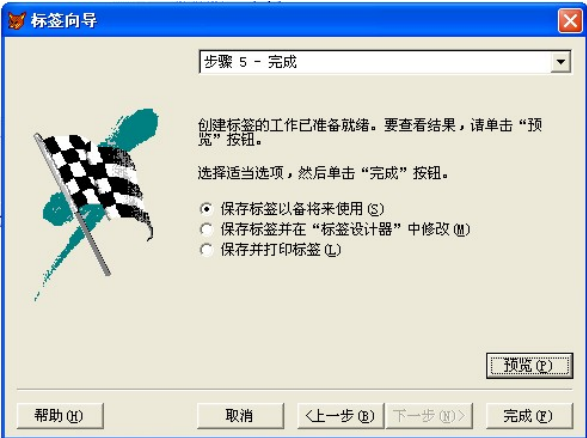 标签向导
步骤 5 - 完成
创建标签的工作已准备就绪。要查看结果，请单击“预
览”按钮。
选择适当选项，然后单击“完成”按钮。
保存标签以备将来使用(S)
保存标签并在“标签设计器”中修改(M)
保存并打印标签(L)
预览(P)
帮助(H)
取消
<上一步(B)
下一步(N)>
完成(F)